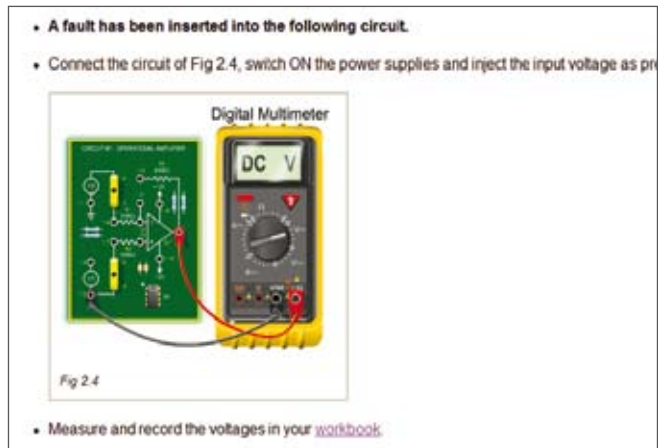 A fault has been inserted into the following circuit.
Connect the circuit of Fig 2.4, switch ON the power supplies and inject the input voltage as pr
Digital Multimeter
DC V
Fig 2.4
Measure and record the voltages in your workbook.